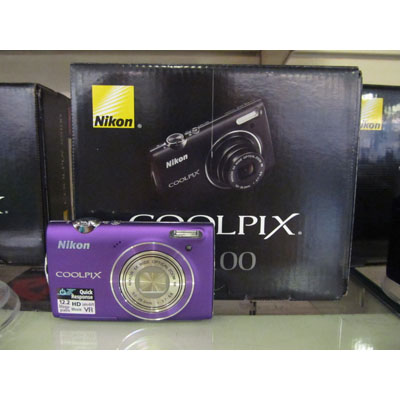 Nikon
Nikon
COOLPIX
COOLPIX
00
Nikon
COOLPIX
Quick
Response
12.2
HD
VR
Nikon